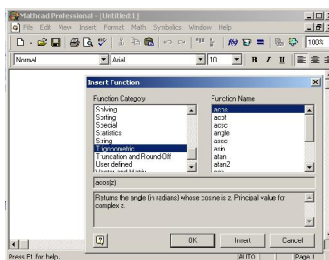 Mathcad Professional - [Untitled:1]
File Edit View Insert Format Math Symbolics Window Help
100%
Normal Arial 10 B I U
Insert Function
Function Category Function Name
Solving
Sorting
Special
Statistics
String
Trigonometric
Truncation and Round-Off
User defined
Vector and Matrix
acos
acot
acsc
angle
asec
asin
atan
atan2
acos(z)
Returns the angle (in radians) whose cosine is z. Principal value for
complex z.
OK Insert Cancel
Press F1 for help. AUTO Page 1